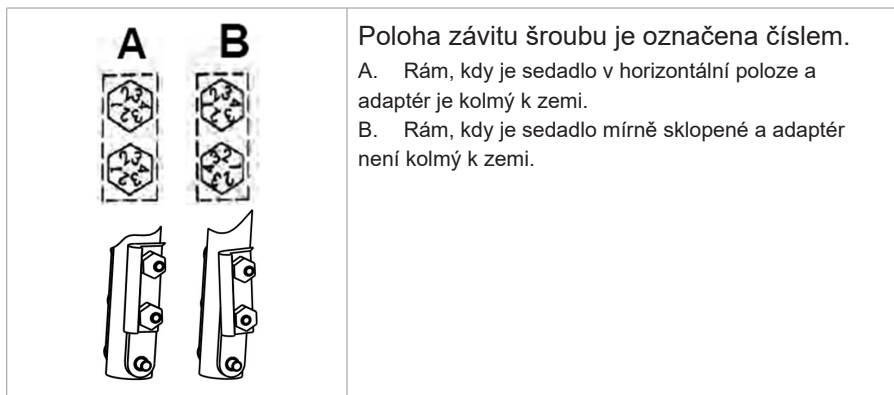 A B
Poloha závitu šroubu je označena číslem.
A. Rám, kdy je sedadlo v horizontální poloze a
adaptér je kolmý k zemi.
B. Rám, kdy je sedadlo mírně sklopené a adaptér
není kolmý k zemi.